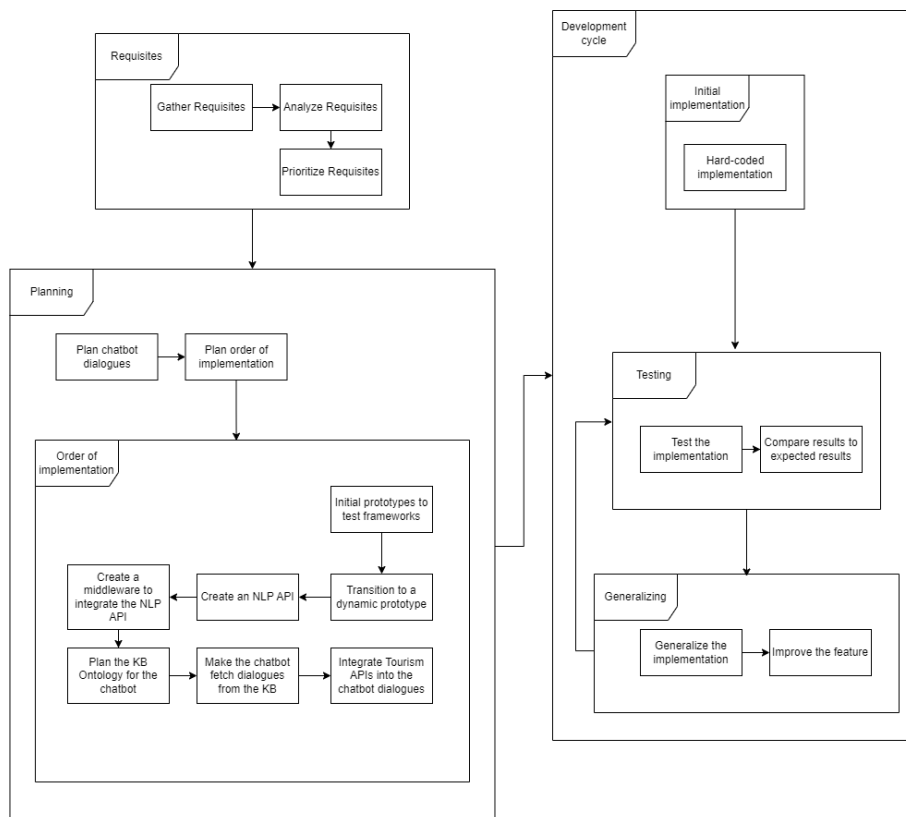 Requisites
Gather Requisites
Analyze Requisites
Prioritize Requisites
Planning
Plan chatbot
dialogues
Plan order of
implementation
Order of
implementation
Initial prototypes to
test frameworks
Transition to a
dynamic prototype
Create an NLP API
Create a
middleware to
integrate the NLP
API
Plan the KB
Ontology for the
chatbot
Make the chatbot
fetch dialogues
from the KB
Integrate Tourism
APIs into the
chatbot dialogues
Development
cycle
Initial
implementation
Hard-coded
implementation
Testing
Test the
implementation
Compare results to
expected results
Generalizing
Generalize the
implementation
Improve the feature